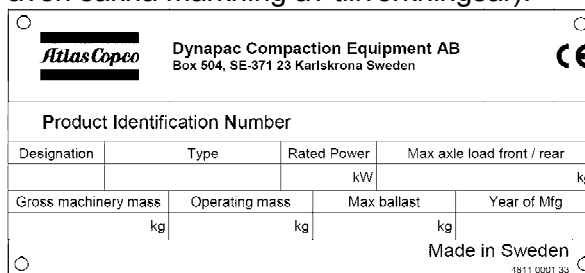 Atlas Copco
Dynapac Compaction Equipment AB
Box 504, SE-371 23 Karlskrona Sweden
CE
Product Identification Number
Designation Type Rated Power Max axle load front / rear
kW kg
Gross machinery mass Operating mass Max ballast Year of Mfg
kg kg kg
Made in Sweden
4811 0001 33